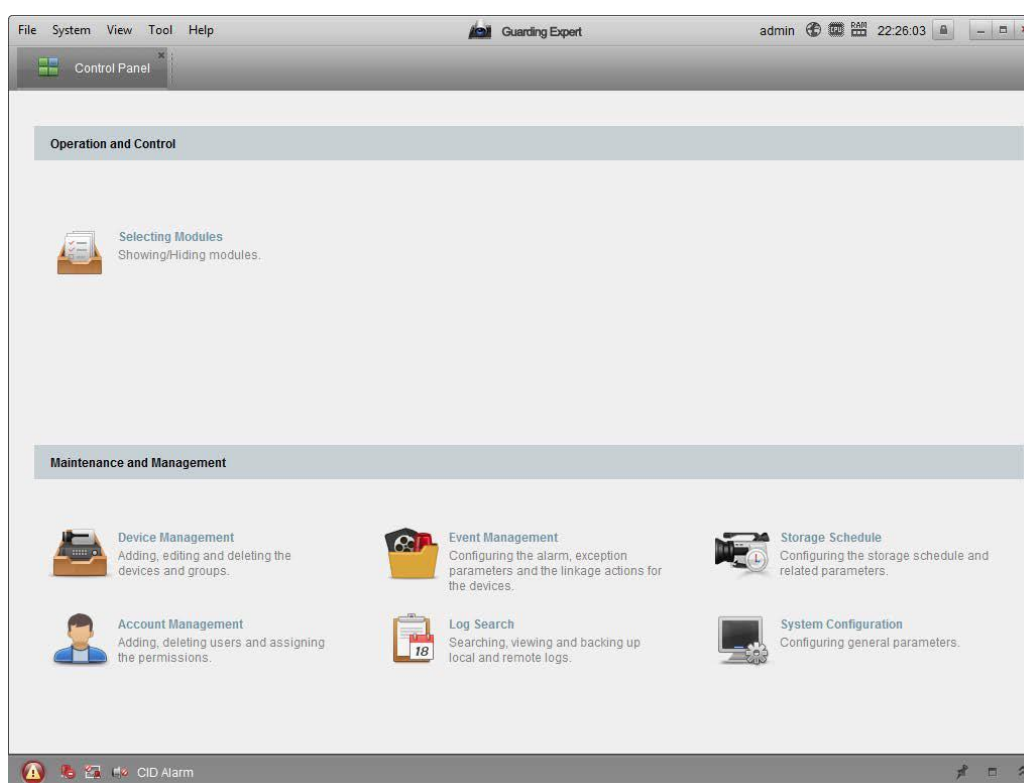 File System View Tool Help Guarding Expert admin CPU RAM 22:26:03
Control Panel
Operation and Control
Selecting Modules
Showing/Hiding modules.
Maintenance and Management
Device Management
Adding, editing and deleting the
devices and groups.
Event Management
Configuring the alarm, exception
parameters and the linkage actions for
the devices.
Storage Schedule
Configuring the storage schedule and
related parameters.
Account Management
Adding, deleting users and assigning
the permissions.
Log Search
Searching, viewing and backing up
local and remote logs.
18
System Configuration
Configuring general parameters.
CID Alarm